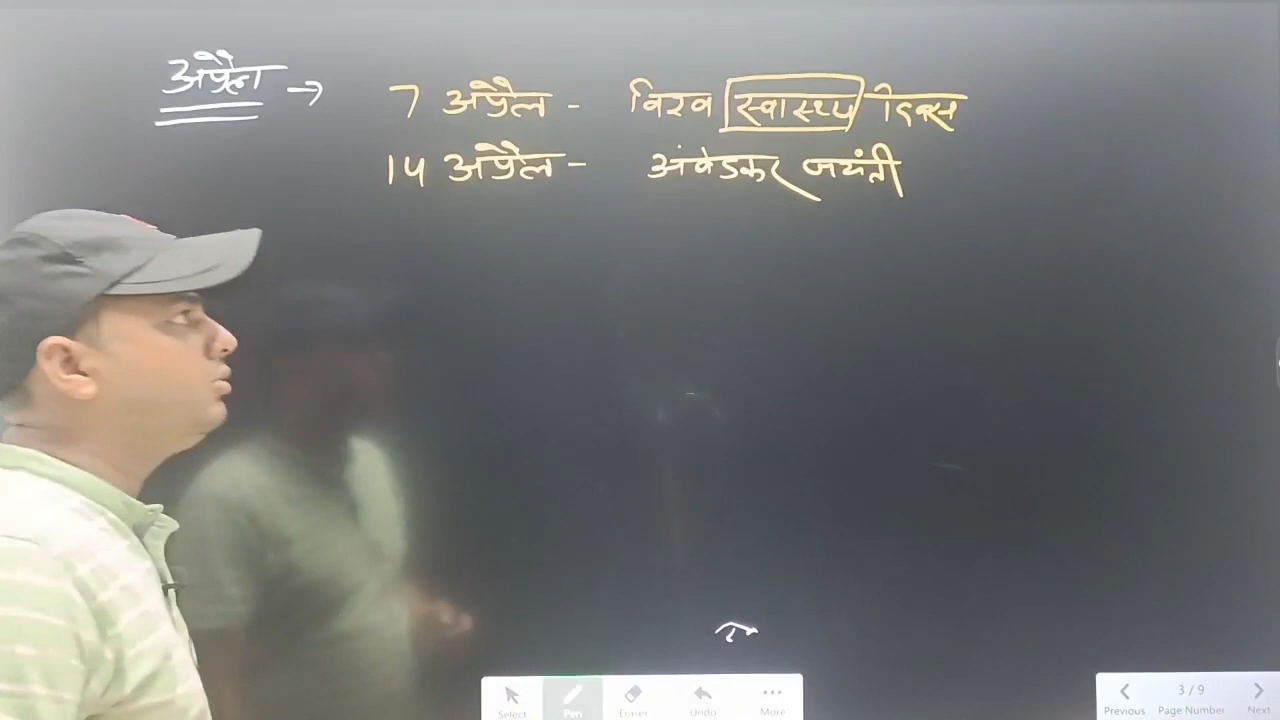 अप्रैल → 7 अप्रैल - विश्व स्वास्थ्य दिवस
14 अप्रैल - अंबेडकर जयंती
Select Pen Eraser Undo More
Previous 3 / 9 Page Number Next